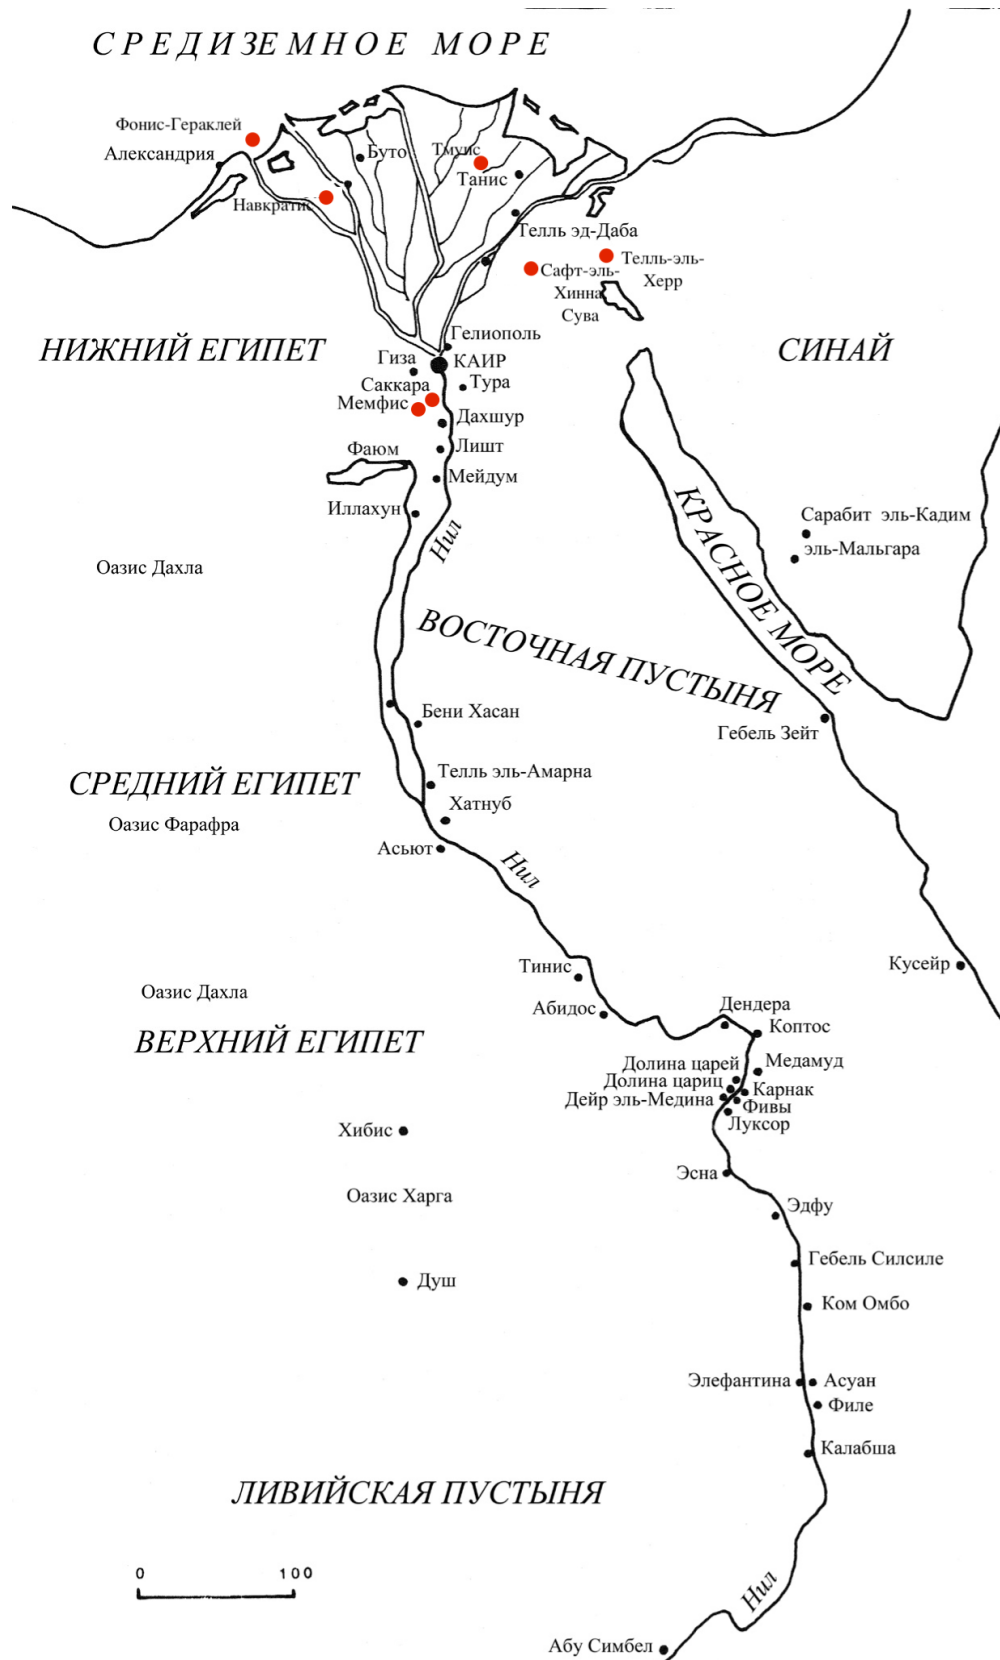 СРЕДИЗЕМНОЕ МОРЕ
Фонис-Гераклей
Александрия
Буто
Тмуис
Танис
Навкратис
Телль эд-Даба
Сафт-эль-
Хинна
Сува
Телль-эль-
Херр
НИЖНИЙ ЕГИПЕТ
СИНАЙ
Гелиополь
Гиза
КАИР
Саккара
Тура
Мемфис
Дахшур
Фаюм
Лишт
Мейдум
Иллахун
Нил
КРАСНОЕ МОРЕ
Сарабит эль-Кадим
эль-Мальгара
Оазис Дахла
ВОСТОЧНАЯ ПУСТЫНЯ
Бени Хасан
Гебель Зейт
СРЕДНИЙ ЕГИПЕТ
Телль эль-Амарна
Хатнуб
Оазис Фарафра
Асьют
Нил
Тинис
Кусейр
Оазис Дахла
Абидос
Дендера
Коптос
ВЕРХНИЙ ЕГИПЕТ
Долина царей
Медамуд
Долина цариц
Карнак
Дейр эль-Медина
Фивы
Луксор
Хибис
Эсна
Оазис Харга
Эдфу
Гебель Силсиле
Душ
Ком Омбо
Элефантина
Асуан
Филе
Калабша
ЛИВИЙСКАЯ ПУСТЫНЯ
0 100
Нил
Абу Симбел